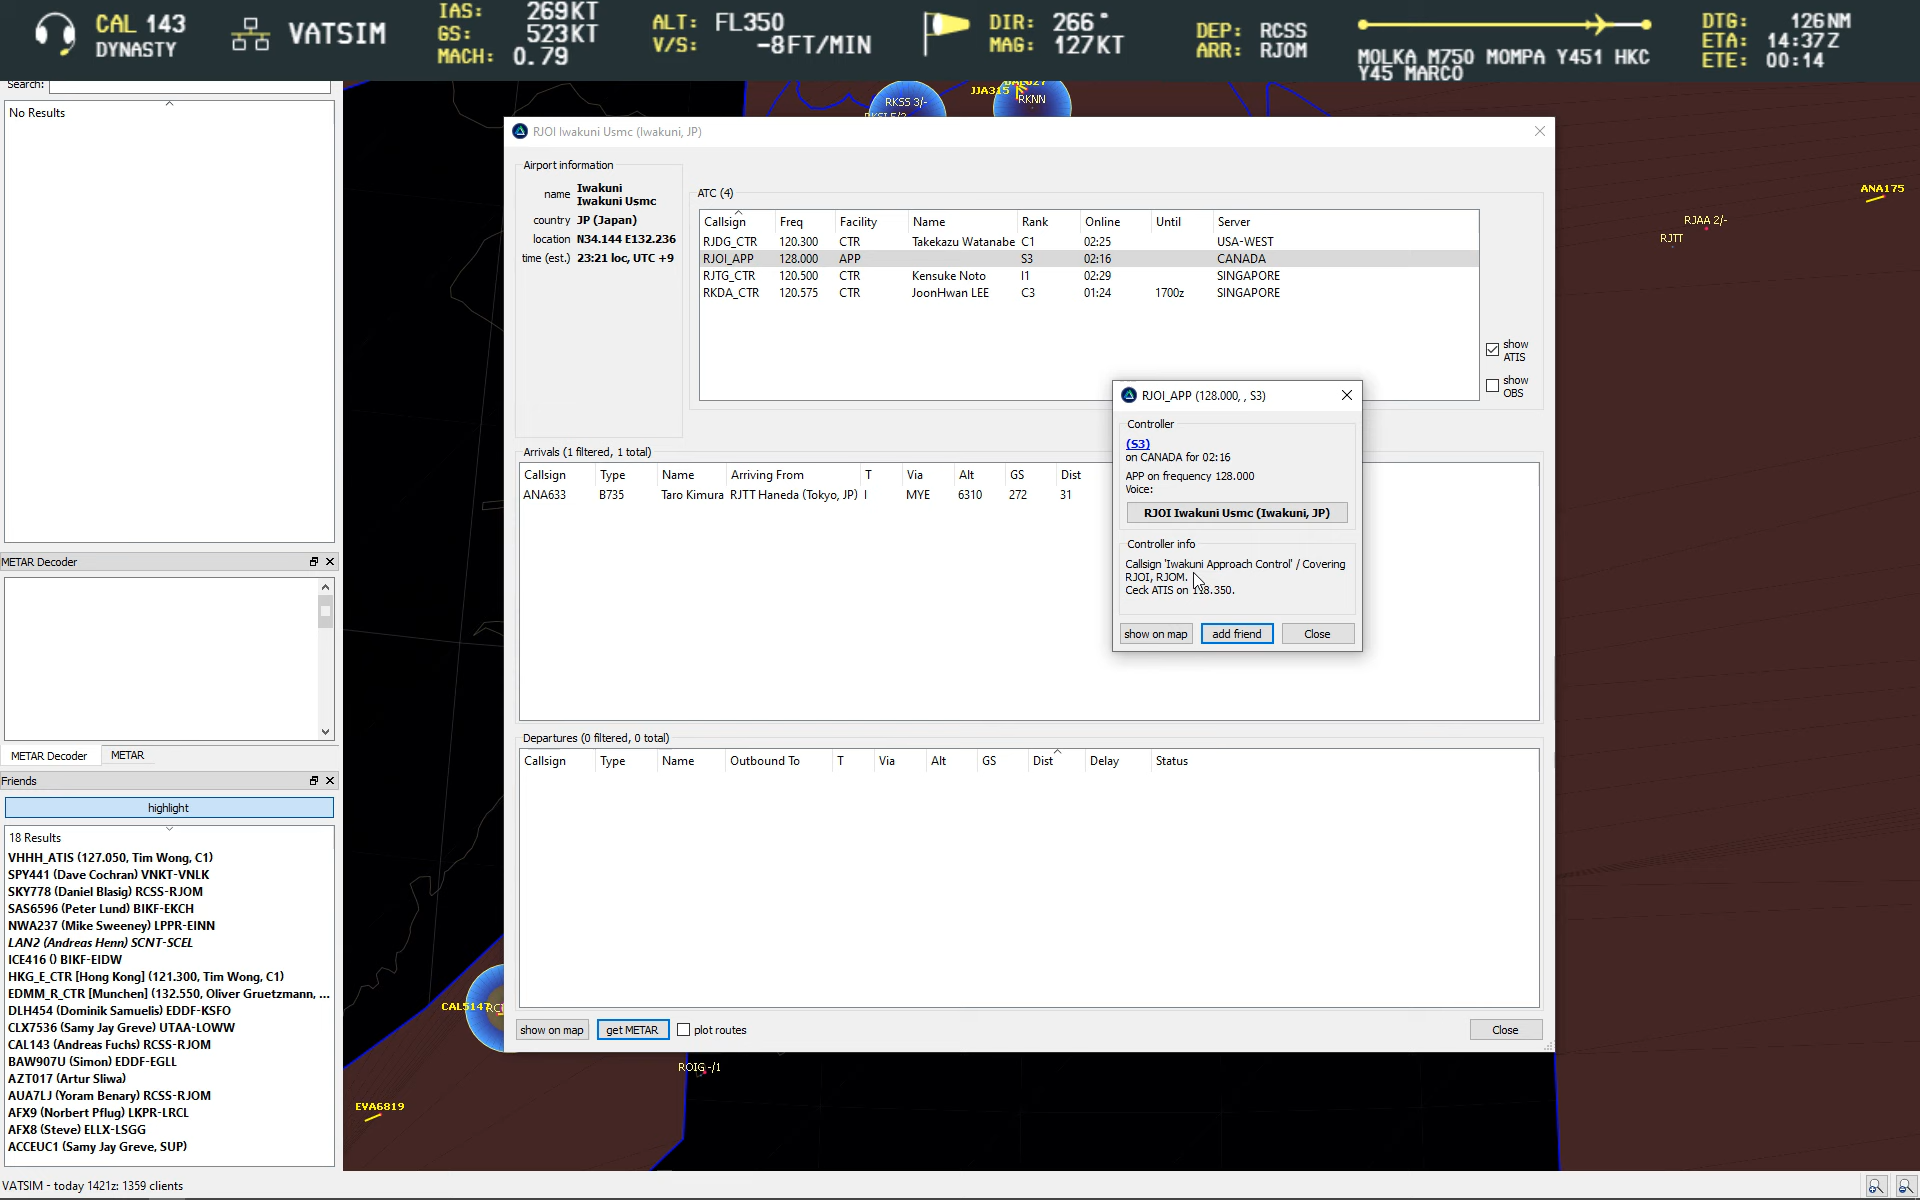 CAL 143
DYNASTY
VATSIM
IAS: 269KT
GS: 523KT
MACH: 0.79
ALT: FL350
V/S: -8FT/MIN
DIR: 266°
MAG: 127KT
DEP: RCSS
ARR: RJOM
MOLKA M750 MOMPA Y451 HKC
Y45 MARCO
DTG: 126NM
ETA: 14:37Z
ETE: 00:14
Search:
No Results
METAR Decoder
METAR Decoder METAR
Friends
highlight
18 Results
VHHH_ATIS (127.050, Tim Wong, C1)
SPY441 (Dave Cochran) VNKT-VNLK
SKY778 (Daniel Blasig) RCSS-RJOM
SAS6596 (Peter Lund) BIKF-EKCH
NWA237 (Mike Sweeney) LPPR-EINN
LAN2 (Andreas Henn) SCNT-SCEL
ICE416 () BIKF-EIDW
HKG_E_CTR [Hong Kong] (121.300, Tim Wong, C1)
EDMM_R_CTR [Munchen] (132.550, Oliver Gruetzmann, ...
DLH454 (Dominik Samuelis) EDDF-KSFO
CLX7536 (Samy Jay Greve) UTAA-LOWW
CAL143 (Andreas Fuchs) RCSS-RJOM
BAW907U (Simon) EDDF-EGLL
AZT017 (Artur Sliwa)
AUA7LJ (Yoram Benary) RCSS-RJOM
AFX9 (Norbert Pflug) LKPR-LRCL
AFX8 (Steve) ELLX-LSGG
ACCEUC1 (Samy Jay Greve, SUP)
VATSIM - today 1421z: 1359 clients
RKSS 3/-
JJA315
RKNN
ANA175
RJAA 2/-
RJTT
CAL5147
ROIG -/1
EVA6819
RJOI Iwakuni Usmc (Iwakuni, JP)
Airport information
name Iwakuni
Iwakuni Usmc
country JP (Japan)
location N34.144 E132.236
time (est.) 23:21 loc, UTC +9
ATC (4)
Callsign Freq Facility Name Rank Online Until Server
RJDG_CTR 120.300 CTR Takekazu Watanabe C1 02:25 USA-WEST
RJOI_APP 128.000 APP S3 02:16 CANADA
RJTG_CTR 120.500 CTR Kensuke Noto I1 02:29 SINGAPORE
RKDA_CTR 120.575 CTR JoonHwan LEE C3 01:24 1700z SINGAPORE
show
ATIS
show
OBS
Arrivals (1 filtered, 1 total)
Callsign Type Name Arriving From T Via Alt GS Dist
ANA633 B735 Taro Kimura RJTT Haneda (Tokyo, JP) I MYE 6310 272 31
RJOI_APP (128.000, , S3)
Controller
(S3)
on CANADA for 02:16
APP on frequency 128.000
Voice:
RJOI Iwakuni Usmc (Iwakuni, JP)
Controller info
Callsign 'Iwakuni Approach Control' / Covering
RJOI, RJOM.
Ceck ATIS on 128.350.
show on map add friend Close
Departures (0 filtered, 0 total)
Callsign Type Name Outbound To T Via Alt GS Dist Delay Status
show on map get METAR plot routes Close